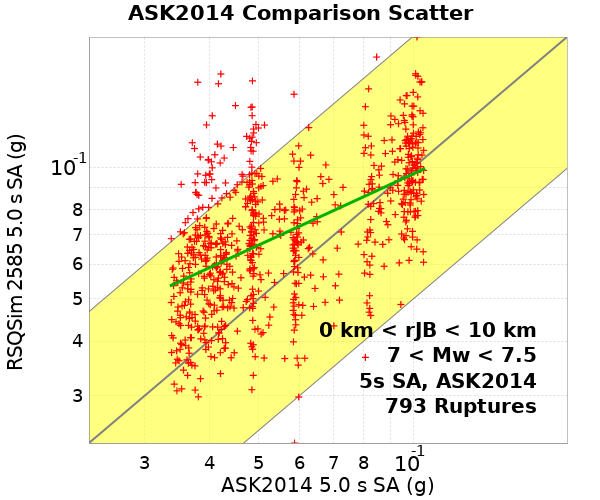 ASK2014 Comparison Scatter
RSQSim 2585 5.0 s SA (g)
10-1
8
7
6
5
4
3
0 km < rJB < 10 km
7 < Mw < 7.5
5s SA, ASK2014
793 Ruptures
3 4 5 6 7 8 10-1
ASK2014 5.0 s SA (g)